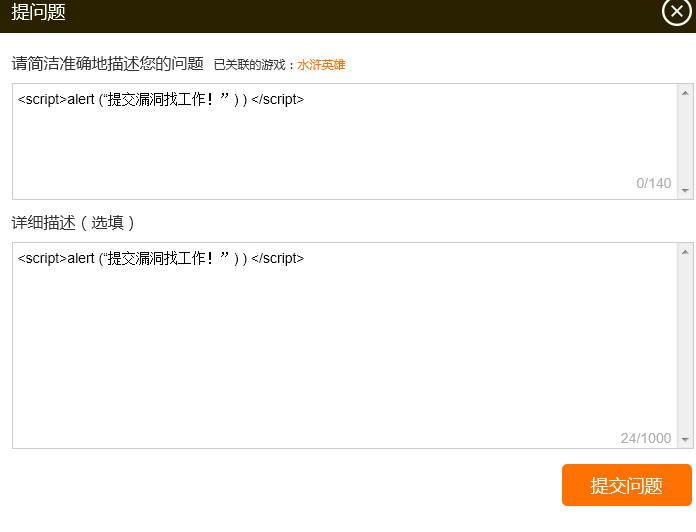 提问题
请简洁准确地描述您的问题 已关联的游戏：水浒英雄
<script>alert (“提交漏洞找工作！”) ) </script>
0/140
详细描述（选填）
<script>alert (“提交漏洞找工作！”) ) </script>
24/1000
提交问题